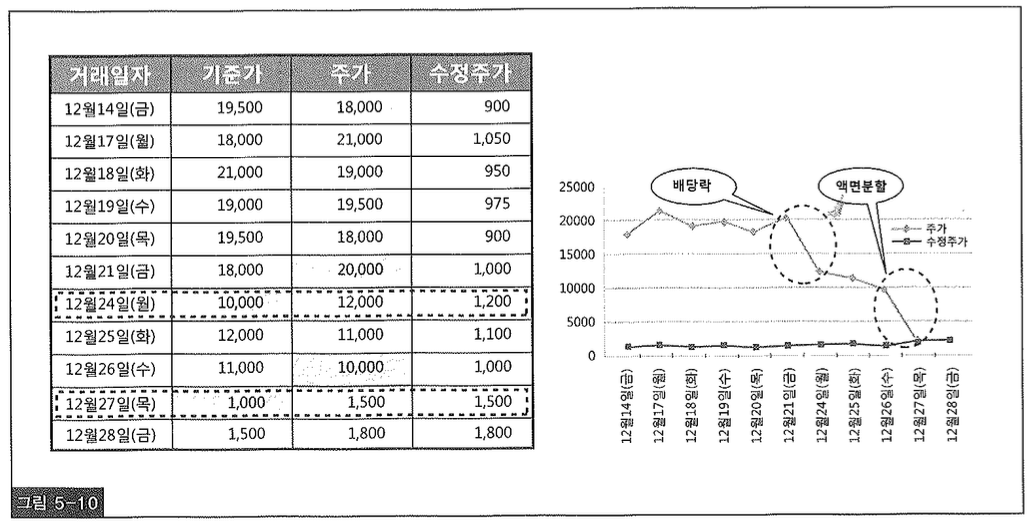 거래일자 기준가 주가 수정주가
12월14일(금) 19,500 18,000 900
12월17일(월) 18,000 21,000 1,050
12월18일(화) 21,000 19,000 950
12월19일(수) 19,000 19,500 975
12월20일(목) 19,500 18,000 900
12월21일(금) 18,000 20,000 1,000
12월24일(월) 10,000 12,000 1,200
12월25일(화) 12,000 11,000 1,100
12월26일(수) 11,000 10,000 1,000
12월27일(목) 1,000 1,500 1,500
12월28일(금) 1,500 1,800 1,800
배당락
액면분할
25000
20000
15000
10000
5000
0
주가
수정주가
12월14일(금)
12월17일(월)
12월18일(화)
12월19일(수)
12월20일(목)
12월21일(금)
12월24일(월)
12월25일(화)
12월26일(수)
12월27일(목)
12월28일(금)
그림 5-10